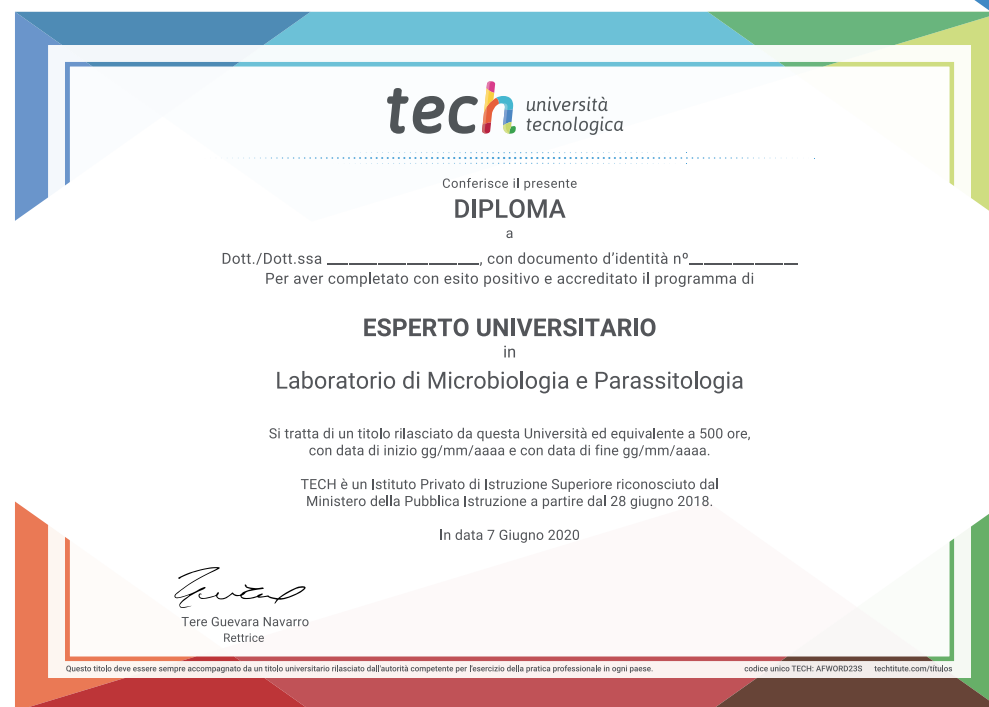 tech università
tecnologica
Conferisce il presente
DIPLOMA
a
Dott./Dott.ssa ____________________, con documento d'identità nº______________
Per aver completato con esito positivo e accreditato il programma di
ESPERTO UNIVERSITARIO
in
Laboratorio di Microbiologia e Parassitologia
Si tratta di un titolo rilasciato da questa Università ed equivalente a 500 ore,
con data di inizio gg/mm/aaaa e con data di fine gg/mm/aaaa.
TECH è un Istituto Privato di Istruzione Superiore riconosciuto dal
Ministero della Pubblica Istruzione a partire dal 28 giugno 2018.
In data 7 Giugno 2020
Tere Guevara Navarro
Rettrice
Questo titolo deve essere sempre accompagnato da un titolo universitario rilasciato dall'autorità competente per l'esercizio della pratica professionale in ogni paese. codice unico TECH: AFWORD23S techtitute.com/títulos